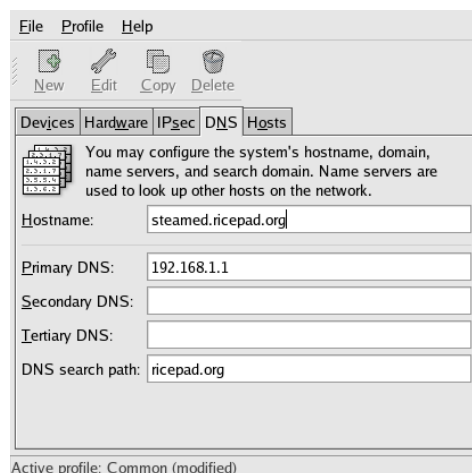 File Profile Help
New Edit Copy Delete
Devices Hardware IPsec DNS Hosts
You may configure the system's hostname, domain,
name servers, and search domain. Name servers are
used to look up other hosts on the network.
Hostname: steamed.ricepad.org
Primary DNS: 192.168.1.1
Secondary DNS:
Tertiary DNS:
DNS search path: ricepad.org
Active profile: Common (modified)